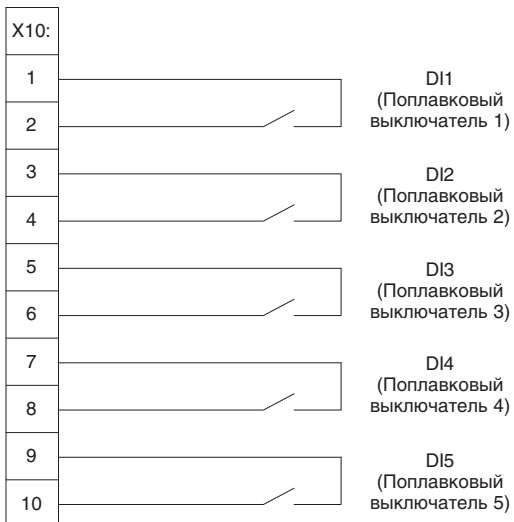 X10:
1
2
DI1
(Поплавковый
выключатель 1)
3
4
DI2
(Поплавковый
выключатель 2)
5
6
DI3
(Поплавковый
выключатель 3)
7
8
DI4
(Поплавковый
выключатель 4)
9
10
DI5
(Поплавковый
выключатель 5)